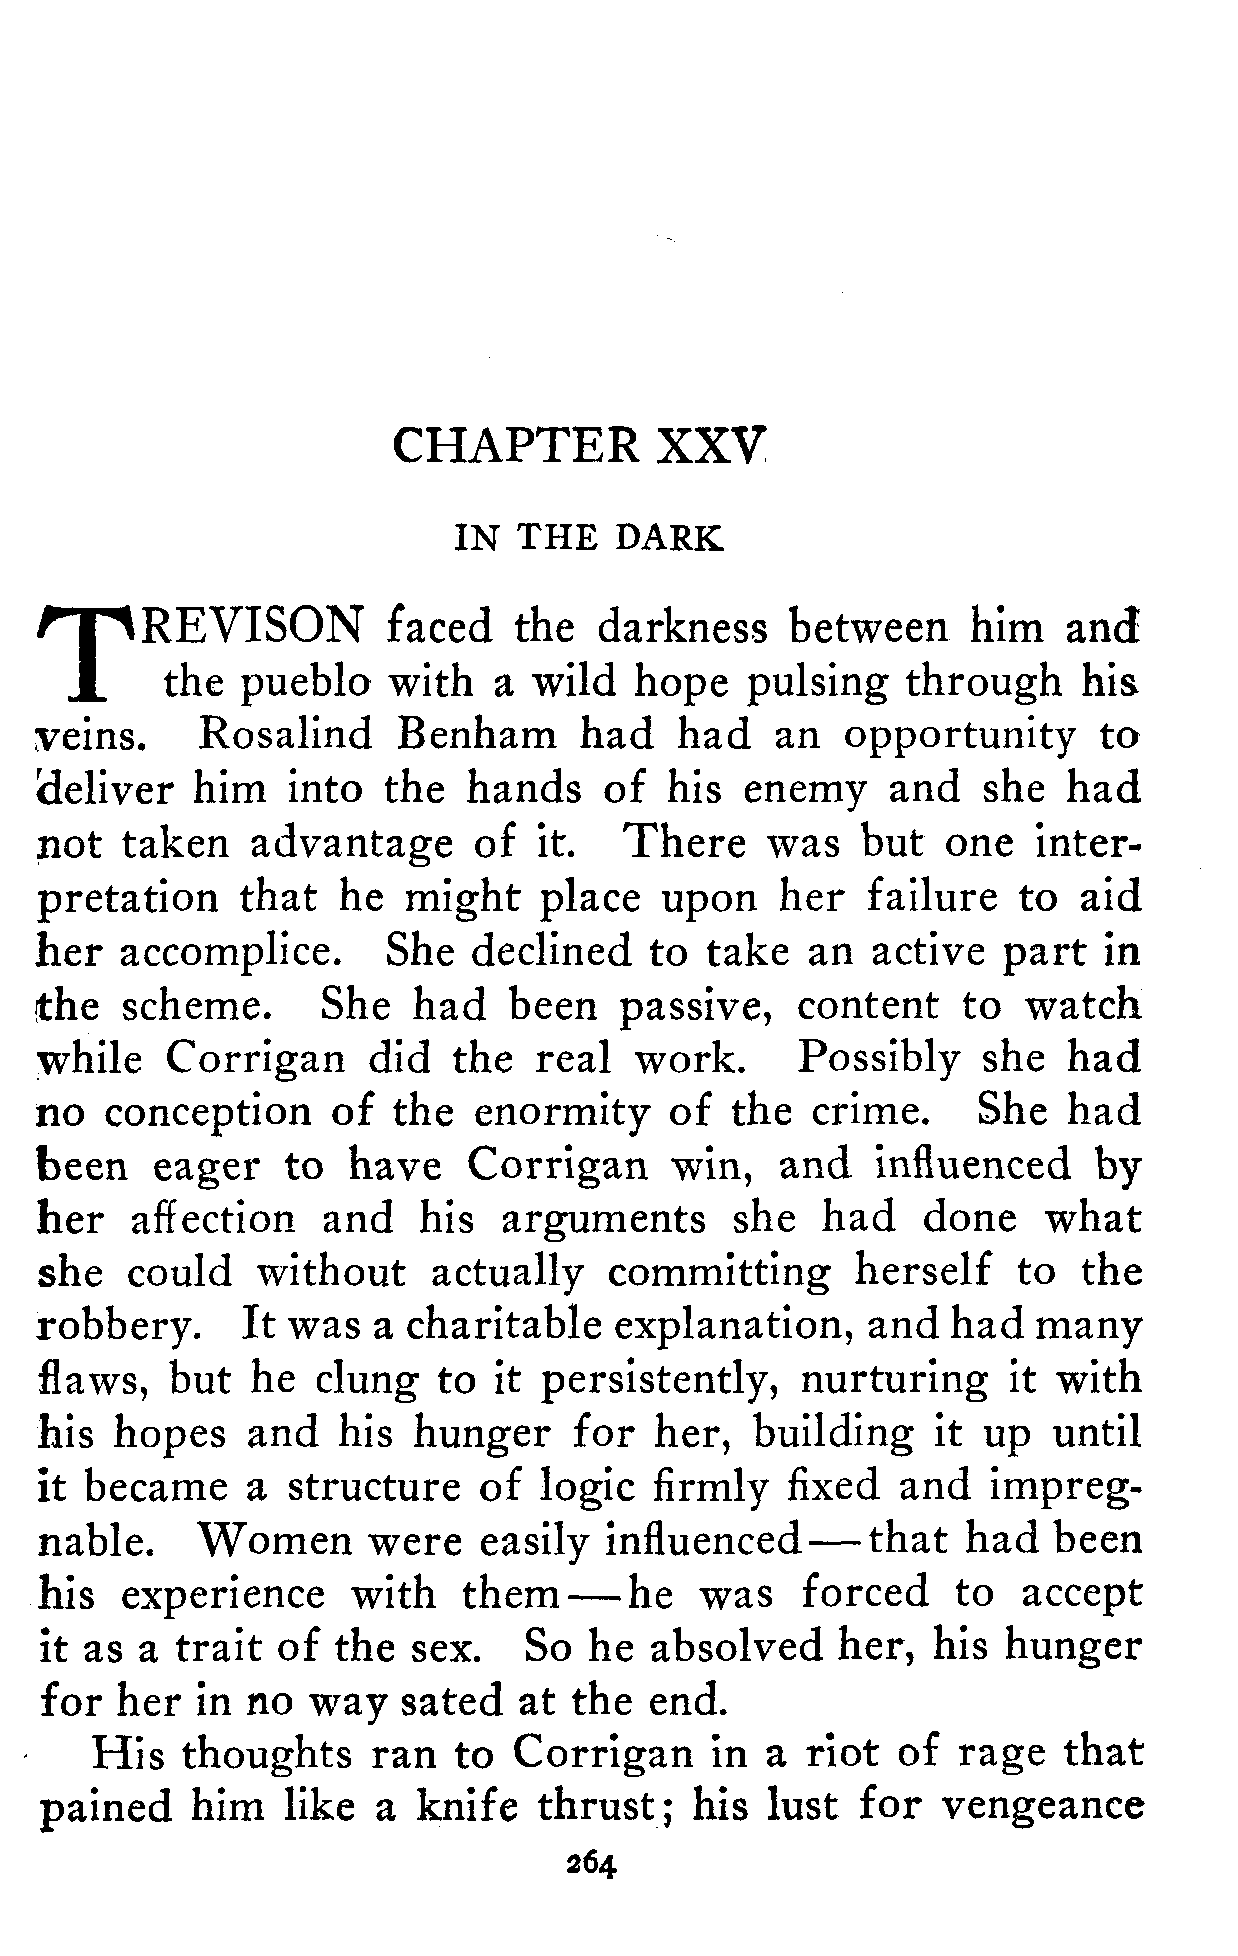 CHAPTER XXV
IN THE DARK
TREVISON faced the darkness between him and
the pueblo with a wild hope pulsing through his
veins. Rosalind Benham had had an opportunity to
deliver him into the hands of his enemy and she had
not taken advantage of it. There was but one inter-
pretation that he might place upon her failure to aid
her accomplice. She declined to take an active part in
the scheme. She had been passive, content to watch
while Corrigan did the real work. Possibly she had
no conception of the enormity of the crime. She had
been eager to have Corrigan win, and influenced by
her affection and his arguments she had done what
she could without actually committing herself to the
robbery. It was a charitable explanation, and had many
flaws, but he clung to it persistently, nurturing it with
his hopes and his hunger for her, building it up until
it became a structure of logic firmly fixed and impreg-
nable. Women were easily influenced—that had been
his experience with them—he was forced to accept
it as a trait of the sex. So he absolved her, his hunger
for her in no way sated at the end.
His thoughts ran to Corrigan in a riot of rage that
pained him like a knife thrust; his lust for vengeance
264